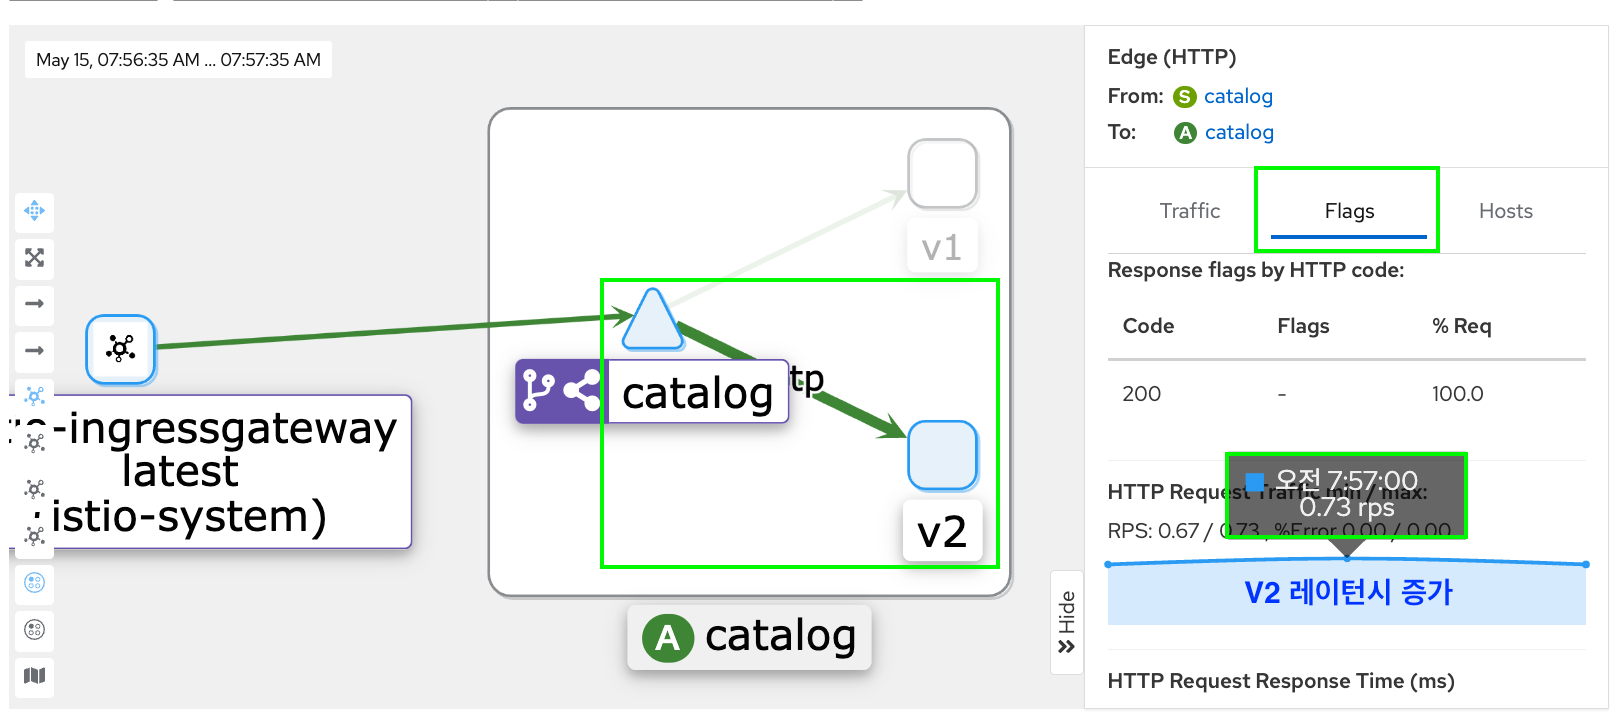 May 15, 07:56:35 AM ... 07:57:35 AM
v1
catalog
v2
-ingressgateway
latest
istio-system)
A catalog
Hide
Edge (HTTP)
From: S catalog
To: A catalog
Traffic
Flags
Hosts
Response flags by HTTP code:
Code Flags % Req
200 - 100.0
오전 7:57:00
0.73 rps
HTTP Request Traffic min / max:
RPS: 0.67 / 0.73 , %Error 0.00 / 0.00
V2 레이턴시 증가
HTTP Request Response Time (ms)